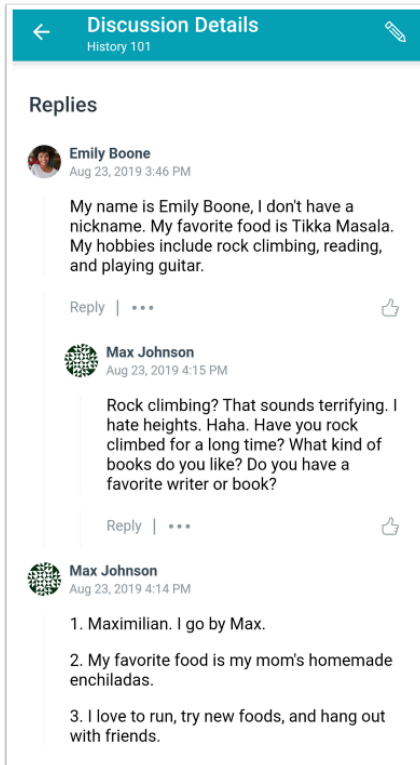 Discussion Details
History 101
Replies
Emily Boone
Aug 23, 2019 3:46 PM
My name is Emily Boone, I don't have a
nickname. My favorite food is Tikka Masala.
My hobbies include rock climbing, reading,
and playing guitar.
Reply | •••
Max Johnson
Aug 23, 2019 4:15 PM
Rock climbing? That sounds terrifying. I
hate heights. Haha. Have you rock
climbed for a long time? What kind of
books do you like? Do you have a
favorite writer or book?
Reply | •••
Max Johnson
Aug 23, 2019 4:14 PM
1. Maximilian. I go by Max.
2. My favorite food is my mom's homemade
enchiladas.
3. I love to run, try new foods, and hang out
with friends.